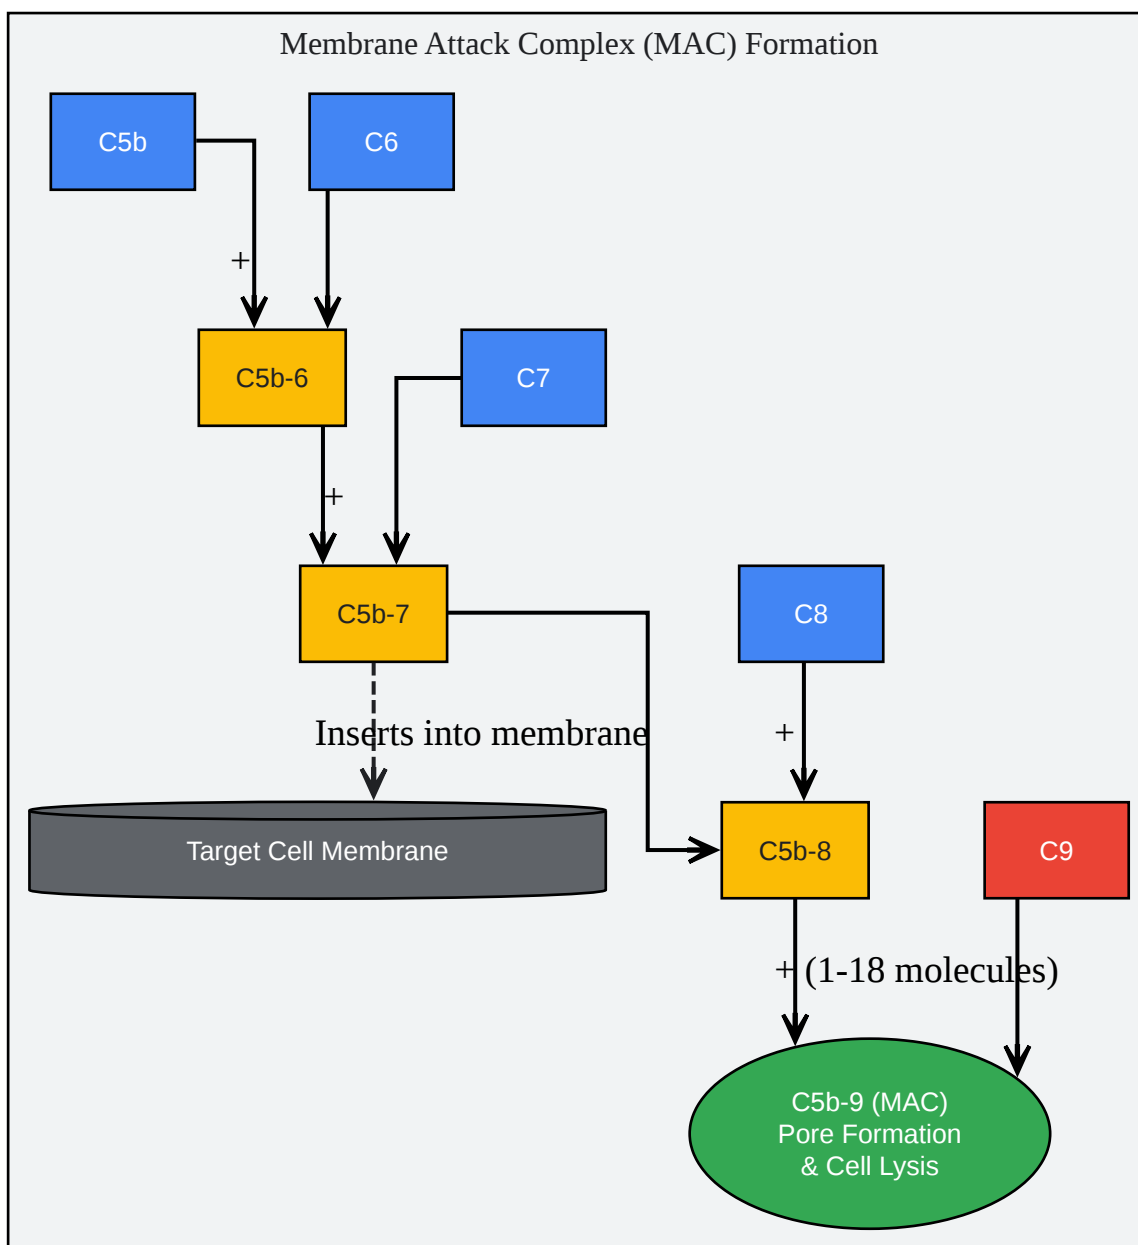 Membrane Attack Complex (MAC) Formation
C5b
C6
+
C5b-6
C7
+
C5b-7
C8
Inserts into membrane
+
Target Cell Membrane
C5b-8
C9
+ (1-18 molecules)
C5b-9 (MAC)
Pore Formation
& Cell Lysis